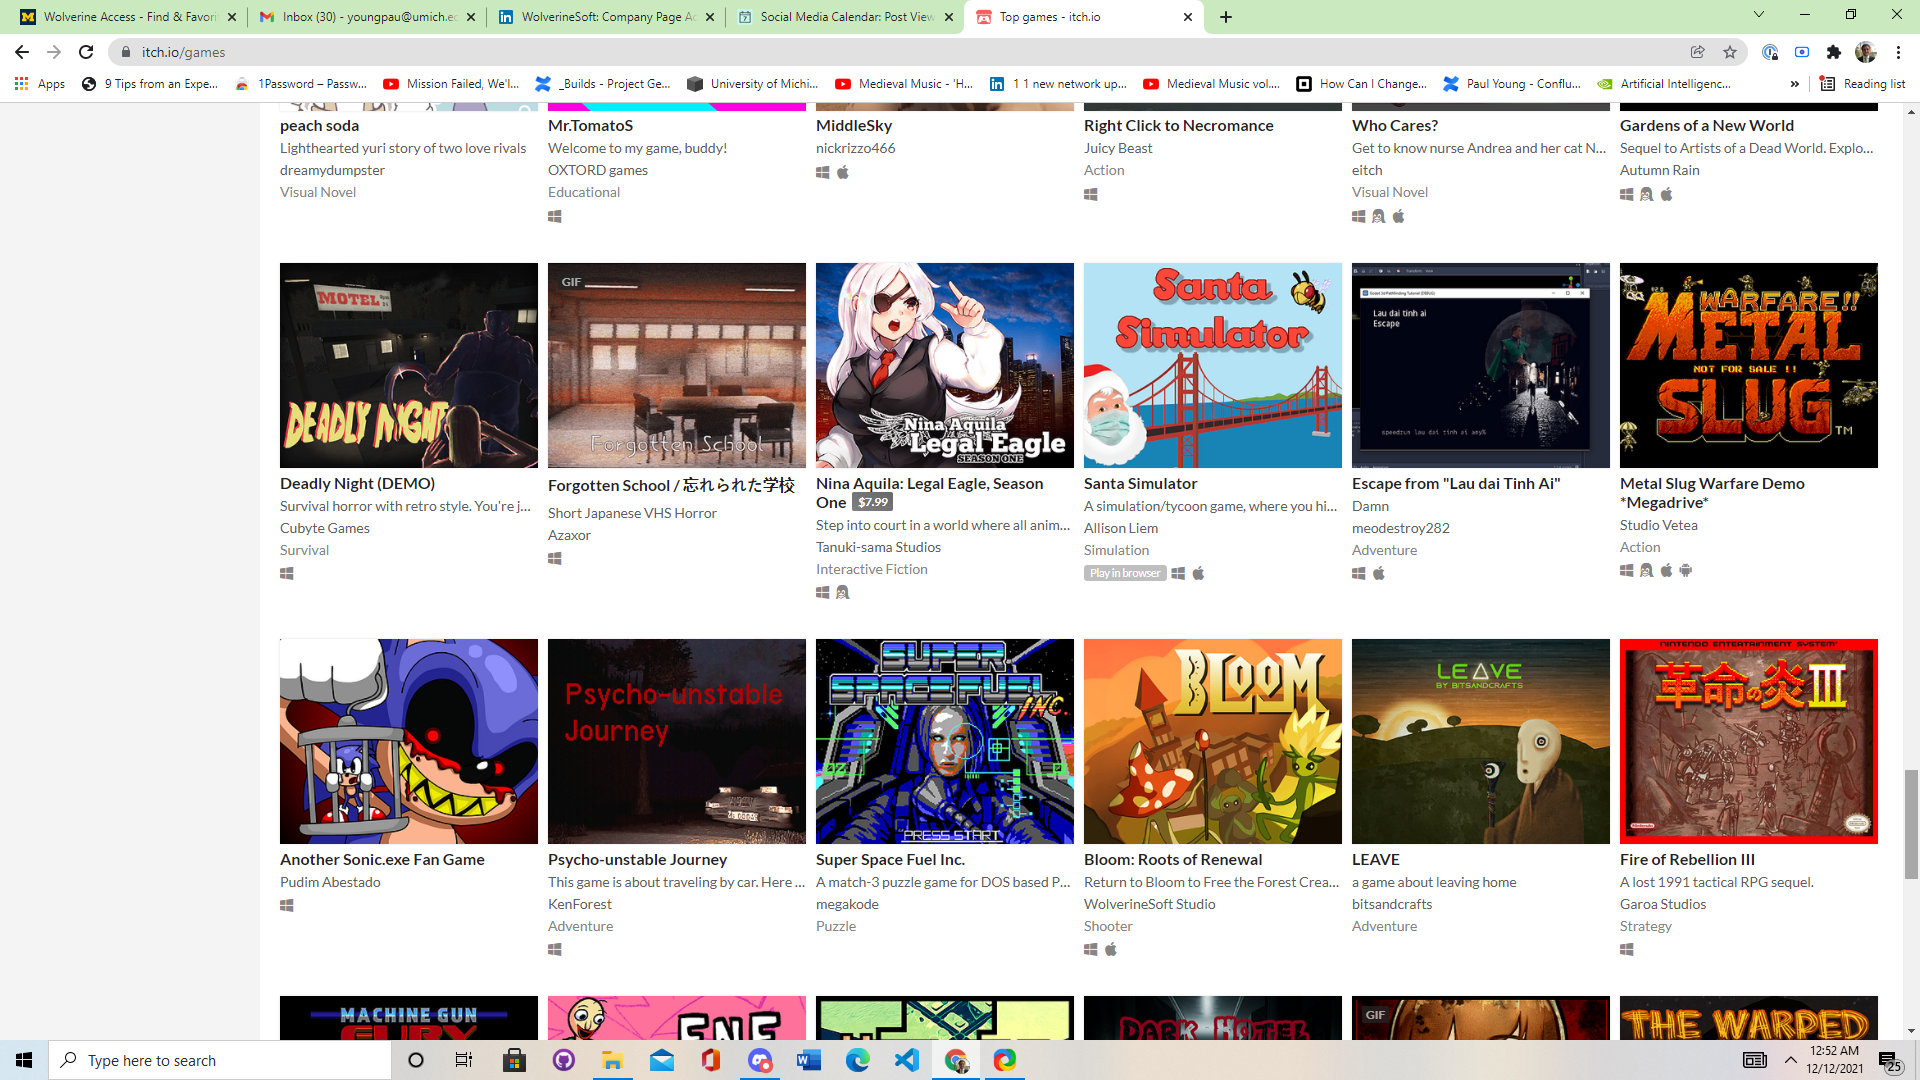 Wolverine Access - Find & Favori
Inbox (30) - youngpau@umich.ed
WolverineSoft: Company Page Ad
Social Media Calendar: Post View
Top games - itch.io
itch.io/games
Apps
9 Tips from an Expe...
1Password – Passw...
Mission Failed, We'l...
_Builds - Project Ge...
University of Michi...
Medieval Music - 'H...
1 1 new network up...
Medieval Music vol....
How Can I Change...
Paul Young - Conflu...
Artificial Intelligenc...
»
Reading list
peach soda
Lighthearted yuri story of two love rivals
dreamydumpster
Visual Novel
Mr.TomatoS
Welcome to my game, buddy!
OXTORD games
Educational
MiddleSky
nickrizzo466
Right Click to Necromance
Juicy Beast
Action
Who Cares?
Get to know nurse Andrea and her cat N...
eitch
Visual Novel
Gardens of a New World
Sequel to Artists of a Dead World. Explo...
Autumn Rain
MOTEL
DEADLY NIGHT
Deadly Night (DEMO)
Survival horror with retro style. You're j...
Cubyte Games
Survival
GIF
Forgotten School
Forgotten School / 忘れられた学校
Short Japanese VHS Horror
Azaxor
Nina Aquila
Legal Eagle
SEASON ONE
Nina Aquila: Legal Eagle, Season
One $7.99
Step into court in a world where all anim...
Tanuki-sama Studios
Interactive Fiction
Santa
Simulator
Santa Simulator
A simulation/tycoon game, where you hi...
Allison Liem
Simulation
Play in browser
Lau dai tinh ai
Escape
speedrun lau dai tinh ai any%
Escape from "Lau dai Tinh Ai"
Damn
meodestroy282
Adventure
WARFARE!!
METAL
NOT FOR SALE !!
SLUG
TM
Metal Slug Warfare Demo
*Megadrive*
Studio Vetea
Action
Another Sonic.exe Fan Game
Pudim Abestado
Psycho-unstable
Journey
Psycho-unstable Journey
This game is about traveling by car. Here ...
KenForest
Adventure
SUPER
SPACE FUEL
INC.
PRESS START
Super Space Fuel Inc.
A match-3 puzzle game for DOS based P...
megakode
Puzzle
BLOOM
Bloom: Roots of Renewal
Return to Bloom to Free the Forest Crea...
WolverineSoft Studio
Shooter
LEAVE
BY BITSANDCRAFTS
LEAVE
a game about leaving home
bitsandcrafts
Adventure
NINTENDO ENTERTAINMENT SYSTEM
革命の炎III
Nintendo
Fire of Rebellion III
A lost 1991 tactical RPG sequel.
Garoa Studios
Strategy
MACHINE GUN
FURY
FNF
DARK HOTEL
GIF
THE WARPED
Type here to search
12:52 AM
12/12/2021
25